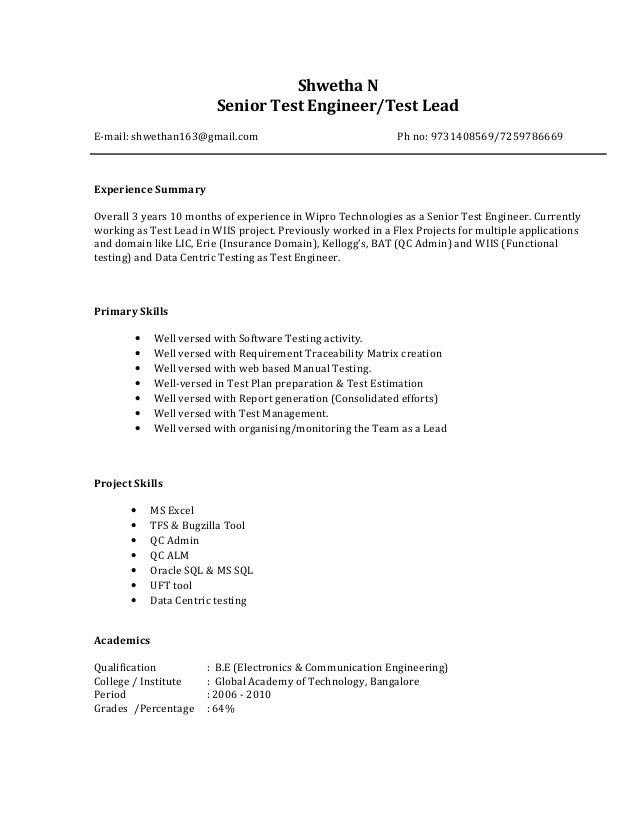 Shwetha N
Senior Test Engineer/Test Lead
E-mail: shwethan163@gmail.com Ph no: 9731408569/7259786669
Experience Summary
Overall 3 years 10 months of experience in Wipro Technologies as a Senior Test Engineer. Currently
working as Test Lead in WIIS project. Previously worked in a Flex Projects for multiple applications
and domain like LIC, Erie (Insurance Domain), Kellogg's, BAT (QC Admin) and WIIS (Functional
testing) and Data Centric Testing as Test Engineer.
Primary Skills
• Well versed with Software Testing activity.
• Well versed with Requirement Traceability Matrix creation
• Well versed with web based Manual Testing.
• Well-versed in Test Plan preparation & Test Estimation
• Well versed with Report generation (Consolidated efforts)
• Well versed with Test Management.
• Well versed with organising/monitoring the Team as a Lead
Project Skills
• MS Excel
• TFS & Bugzilla Tool
• QC Admin
• QC ALM
• Oracle SQL & MS SQL
• UFT tool
• Data Centric testing
Academics
Qualification : B.E (Electronics & Communication Engineering)
College / Institute : Global Academy of Technology, Bangalore
Period : 2006 - 2010
Grades /Percentage : 64%